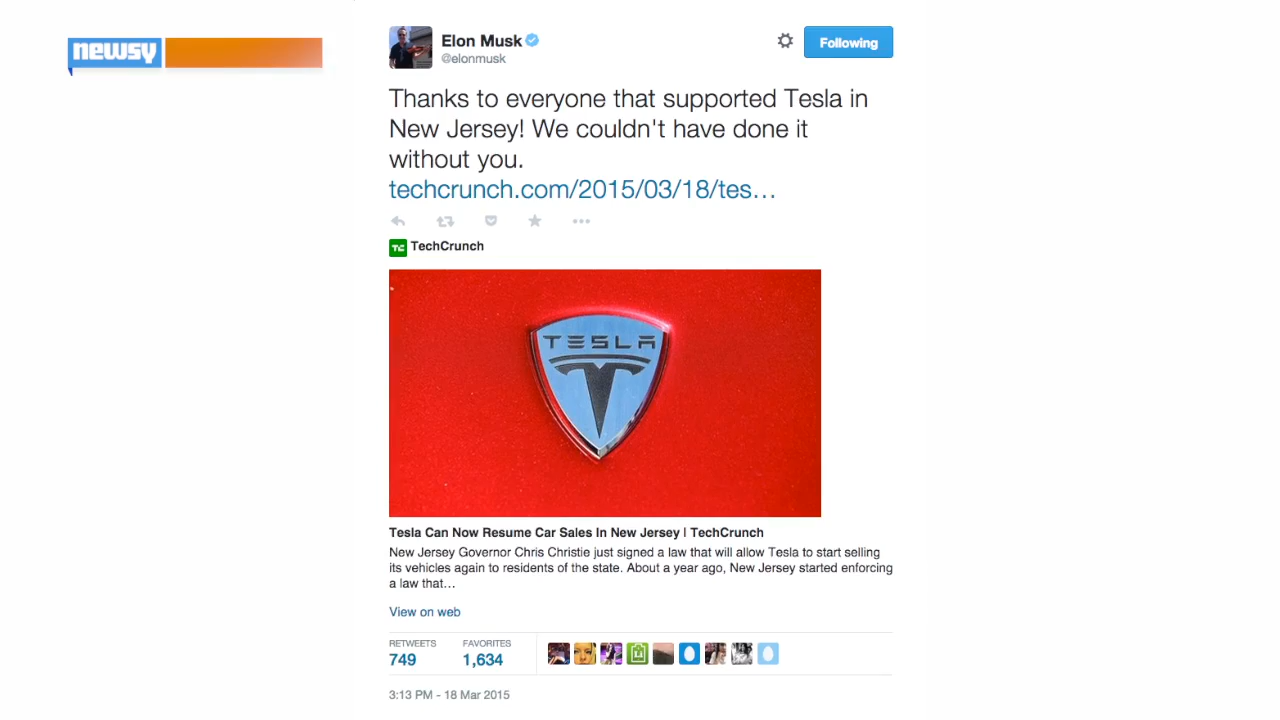 newsy
Elon Musk
@elonmusk
Following
Thanks to everyone that supported Tesla in
New Jersey! We couldn't have done it
without you.
techcrunch.com/2015/03/18/tes…
TC TechCrunch
TESLA
Tesla Can Now Resume Car Sales In New Jersey | TechCrunch
New Jersey Governor Chris Christie just signed a law that will allow Tesla to start selling
its vehicles again to residents of the state. About a year ago, New Jersey started enforcing
a law that…
View on web
RETWEETS FAVORITES
749 1,634
3:13 PM - 18 Mar 2015